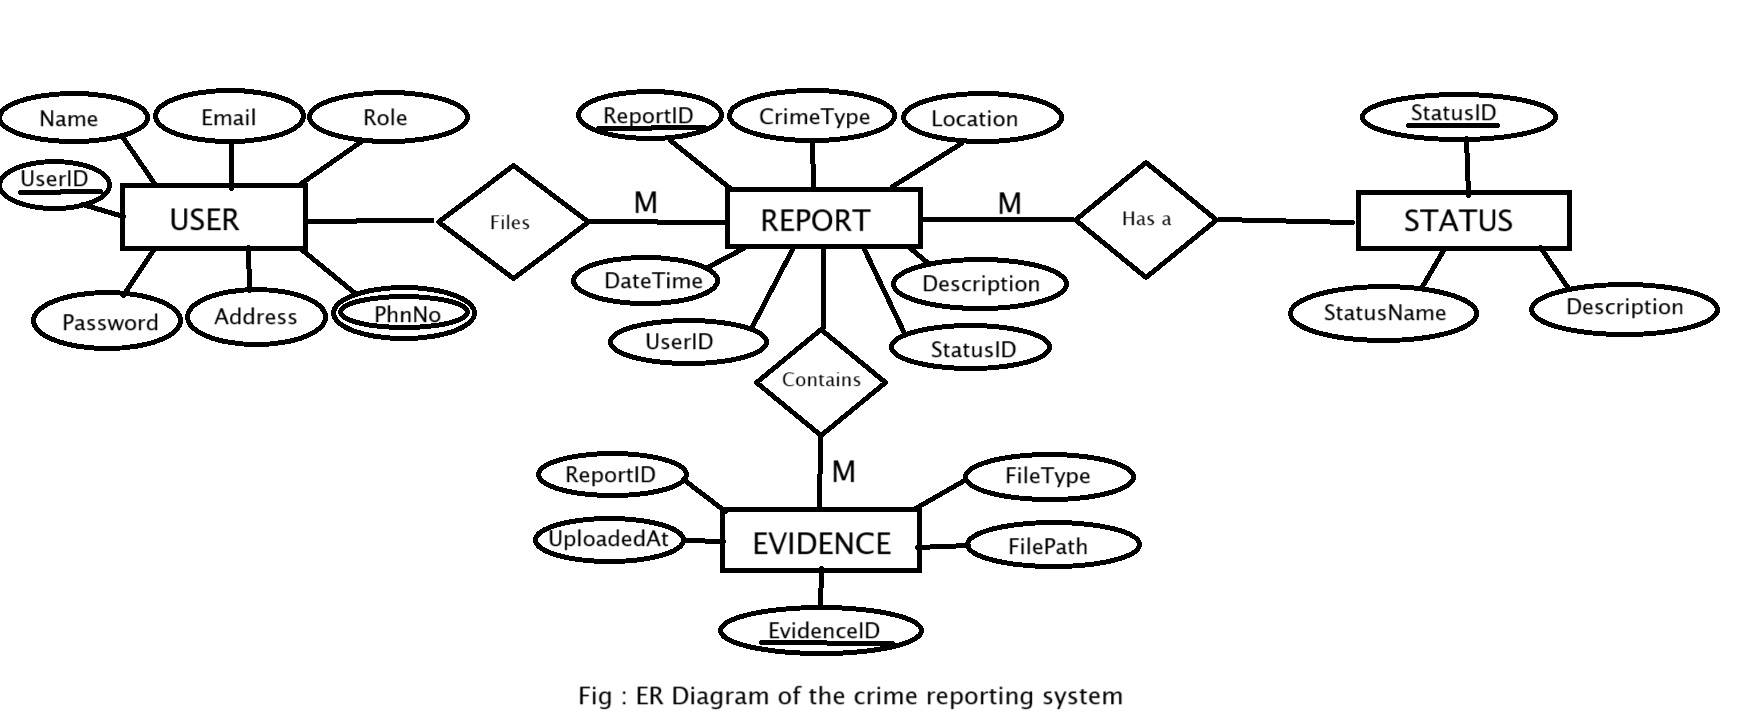 Name
Email
Role
UserID
USER
Password
Address
PhnNo
Files
M
ReportID
CrimeType
Location
REPORT
DateTime
Description
UserID
StatusID
M
Has a
StatusID
STATUS
StatusName
Description
Contains
M
ReportID
FileType
UploadedAt
EVIDENCE
FilePath
EvidenceID
Fig : ER Diagram of the crime reporting system